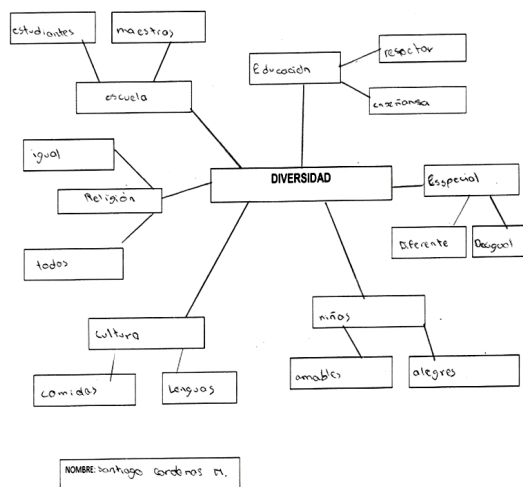 estudiantes
maestros
escuela
Educación
respetar
enseñansa
igual
Religión
todos
DIVERSIDAD
Esspecial
Diferente
Desigual
Cultura
comidas
Lenguas
niños
amables
alegres
NOMBRE: Santiago Cardenas M.